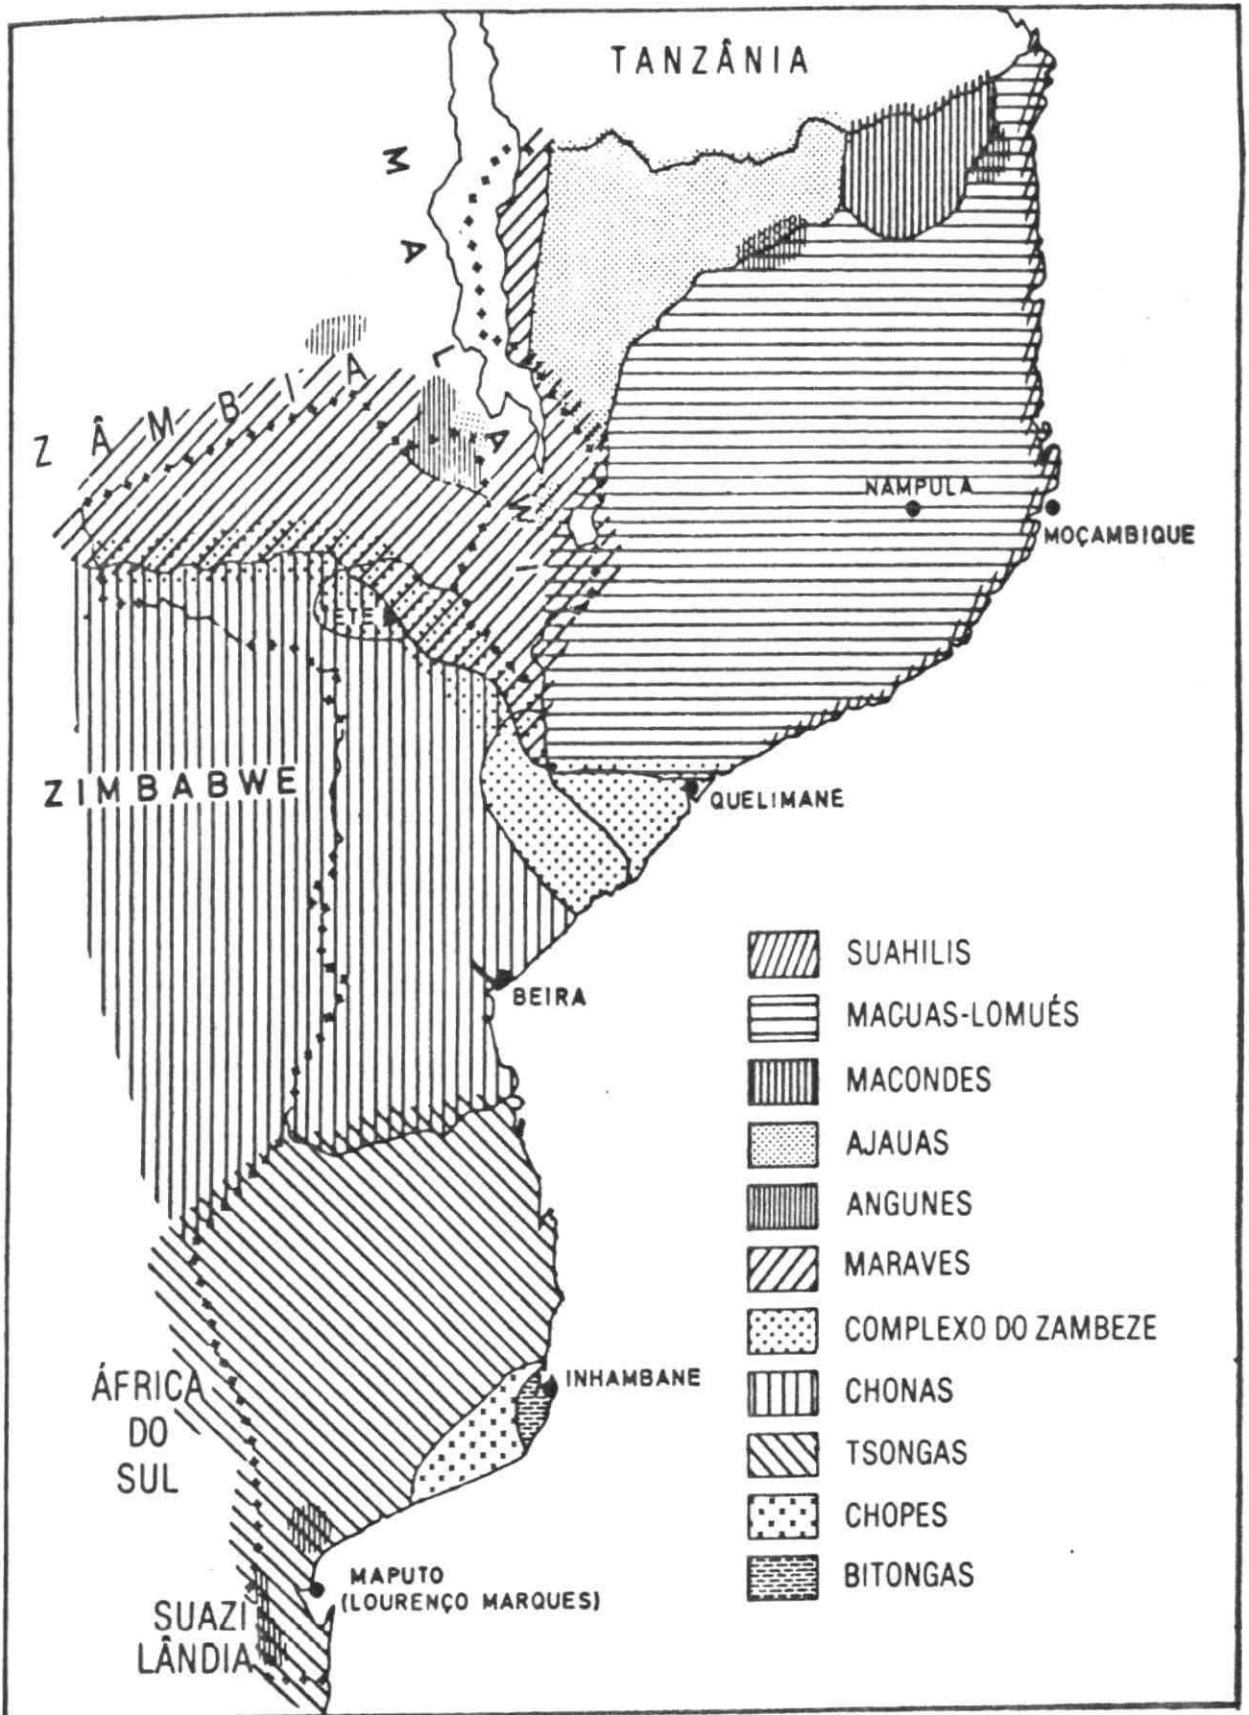 TANZÂNIA
MALAWI
ZÂMBIA
NAMPULA
MOÇAMBIQUE
TETE
ZIMBABWE
QUELIMANE
BEIRA
SUAHILIS
MACUAS-LOMUÉS
MACONDES
AJAUAS
ANGUNES
MARAVES
COMPLEXO DO ZAMBEZE
CHONAS
TSONGAS
CHOPES
BITONGAS
INHAMBANE
ÁFRICA
DO
SUL
MAPUTO
(LOURENÇO MARQUES)
SUAZI
LÂNDIA